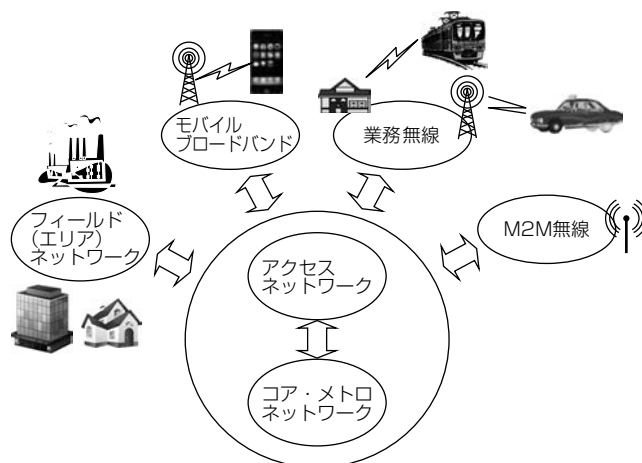 モバイル
ブロードバンド
業務無線
フィールド
(エリア)
ネットワーク
M2M無線
アクセス
ネットワーク
コア・メトロ
ネットワーク